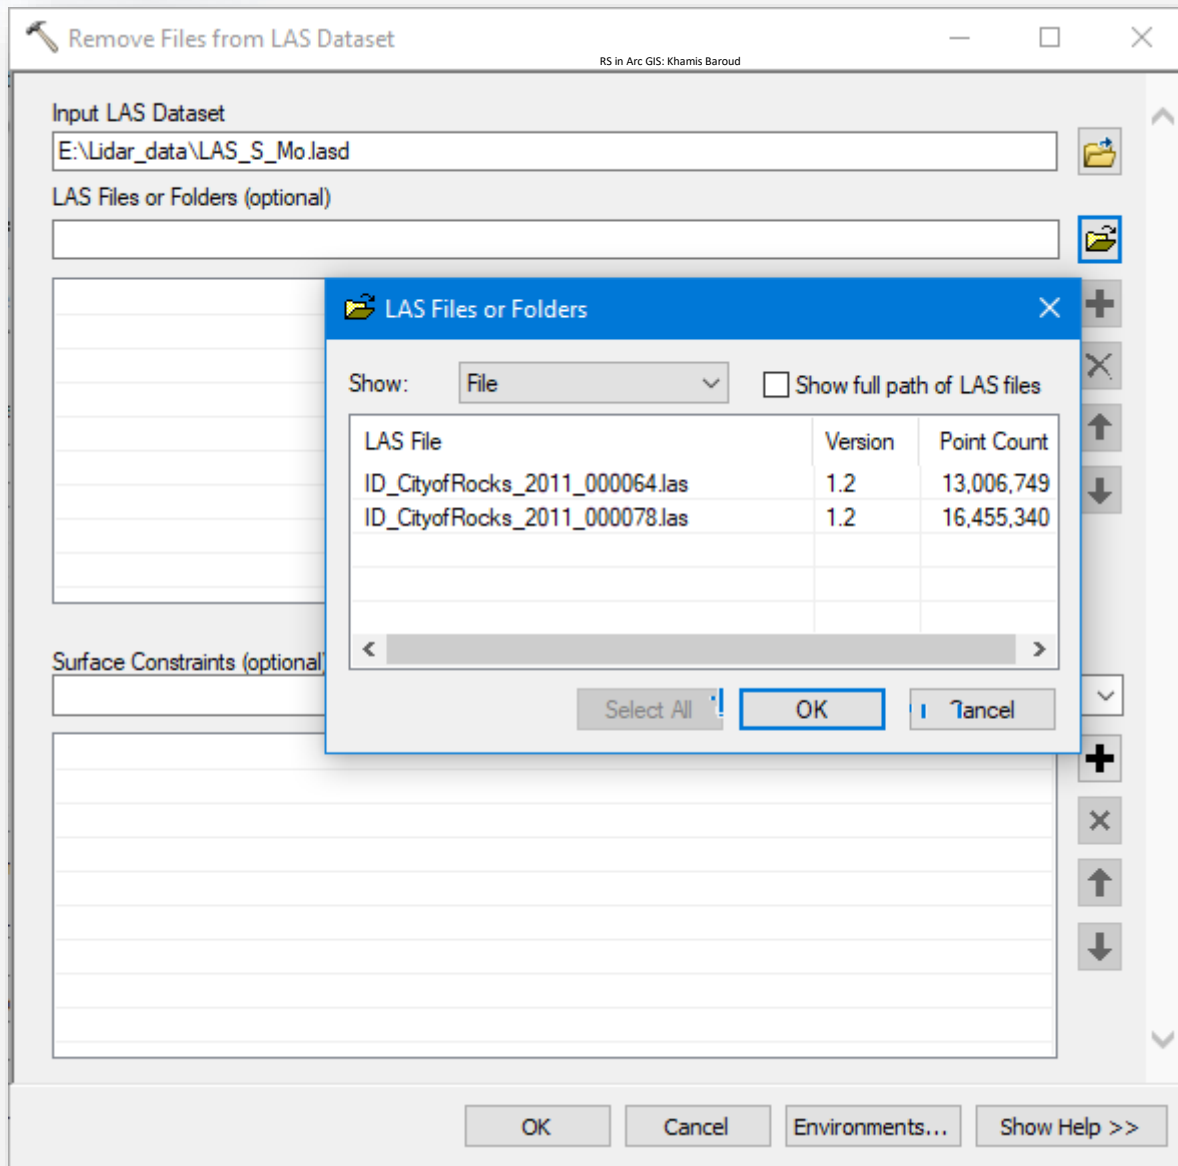 Remove Files from LAS Dataset
RS in Arc GIS: Khamis Baroud
Input LAS Dataset
E:\Lidar_data\LAS_S_Mo.lasd
LAS Files or Folders (optional)
LAS Files or Folders
Show: File Show full path of LAS files
LAS File Version Point Count
ID_CityofRocks_2011_000064.las 1.2 13,006,749
ID_CityofRocks_2011_000078.las 1.2 16,455,340
Surface Constraints (optional)
Select All OK Cancel
OK Cancel Environments... Show Help >>